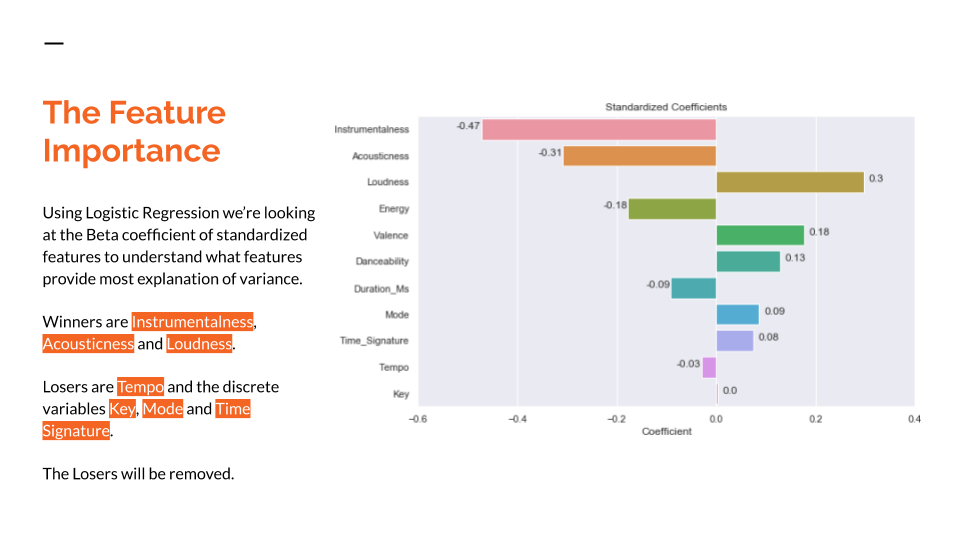 The Feature
Importance
Using Logistic Regression we're looking
at the Beta coefficient of standardized
features to understand what features
provide most explanation of variance.
Winners are Instrumentalness,
Acousticness and Loudness.
Losers are Tempo and the discrete
variables Key, Mode and Time
Signature.
The Losers will be removed.
Standardized Coefficients
Instrumentalness -0.47
Acousticness -0.31
Loudness 0.3
Energy -0.18
Valence 0.18
Danceability 0.13
Duration_Ms -0.09
Mode 0.09
Time_Signature 0.08
Tempo -0.03
Key 0.0
−0.6 −0.4 −0.2 0.0 0.2 0.4
Coefficient